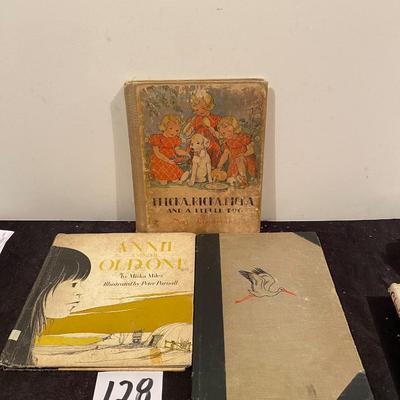 FLICKA, RICKA, DICKA
AND A LITTLE DOG
ANNIE
AND THE
OLD ONE
by Miska Miles
Illustrated by Peter Parnall
128